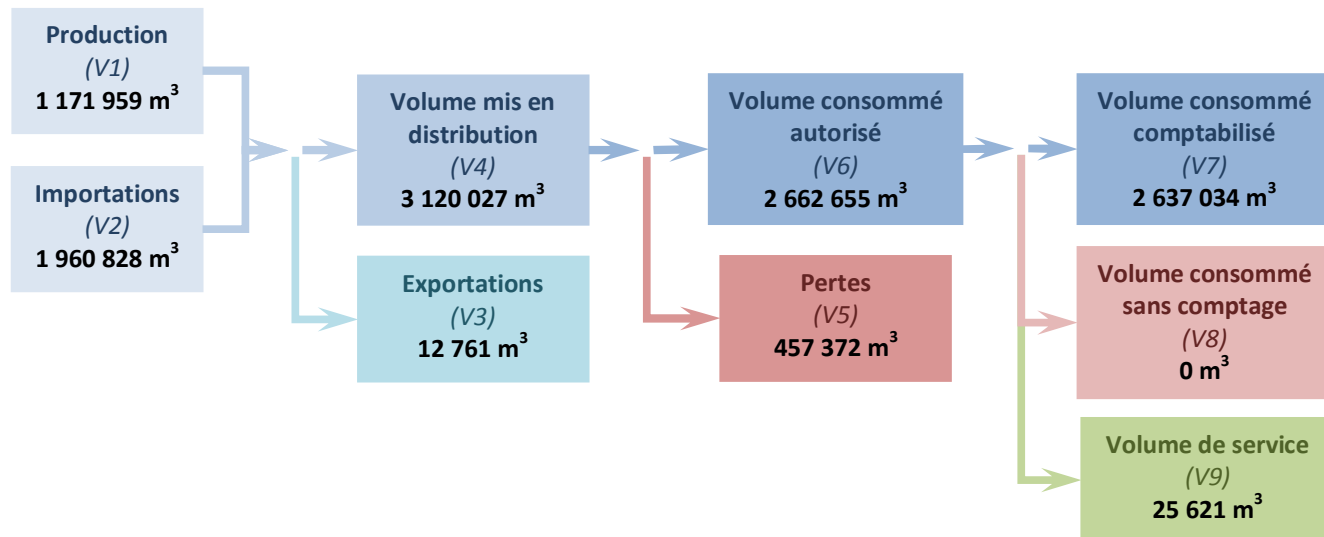 Production
(V1)
1 171 959 m³
Importations
(V2)
1 960 828 m³
Volume mis en
distribution
(V4)
3 120 027 m³
Exportations
(V3)
12 761 m³
Volume consommé
autorisé
(V6)
2 662 655 m³
Pertes
(V5)
457 372 m³
Volume consommé
comptabilisé
(V7)
2 637 034 m³
Volume consommé
sans comptage
(V8)
0 m³
Volume de service
(V9)
25 621 m³